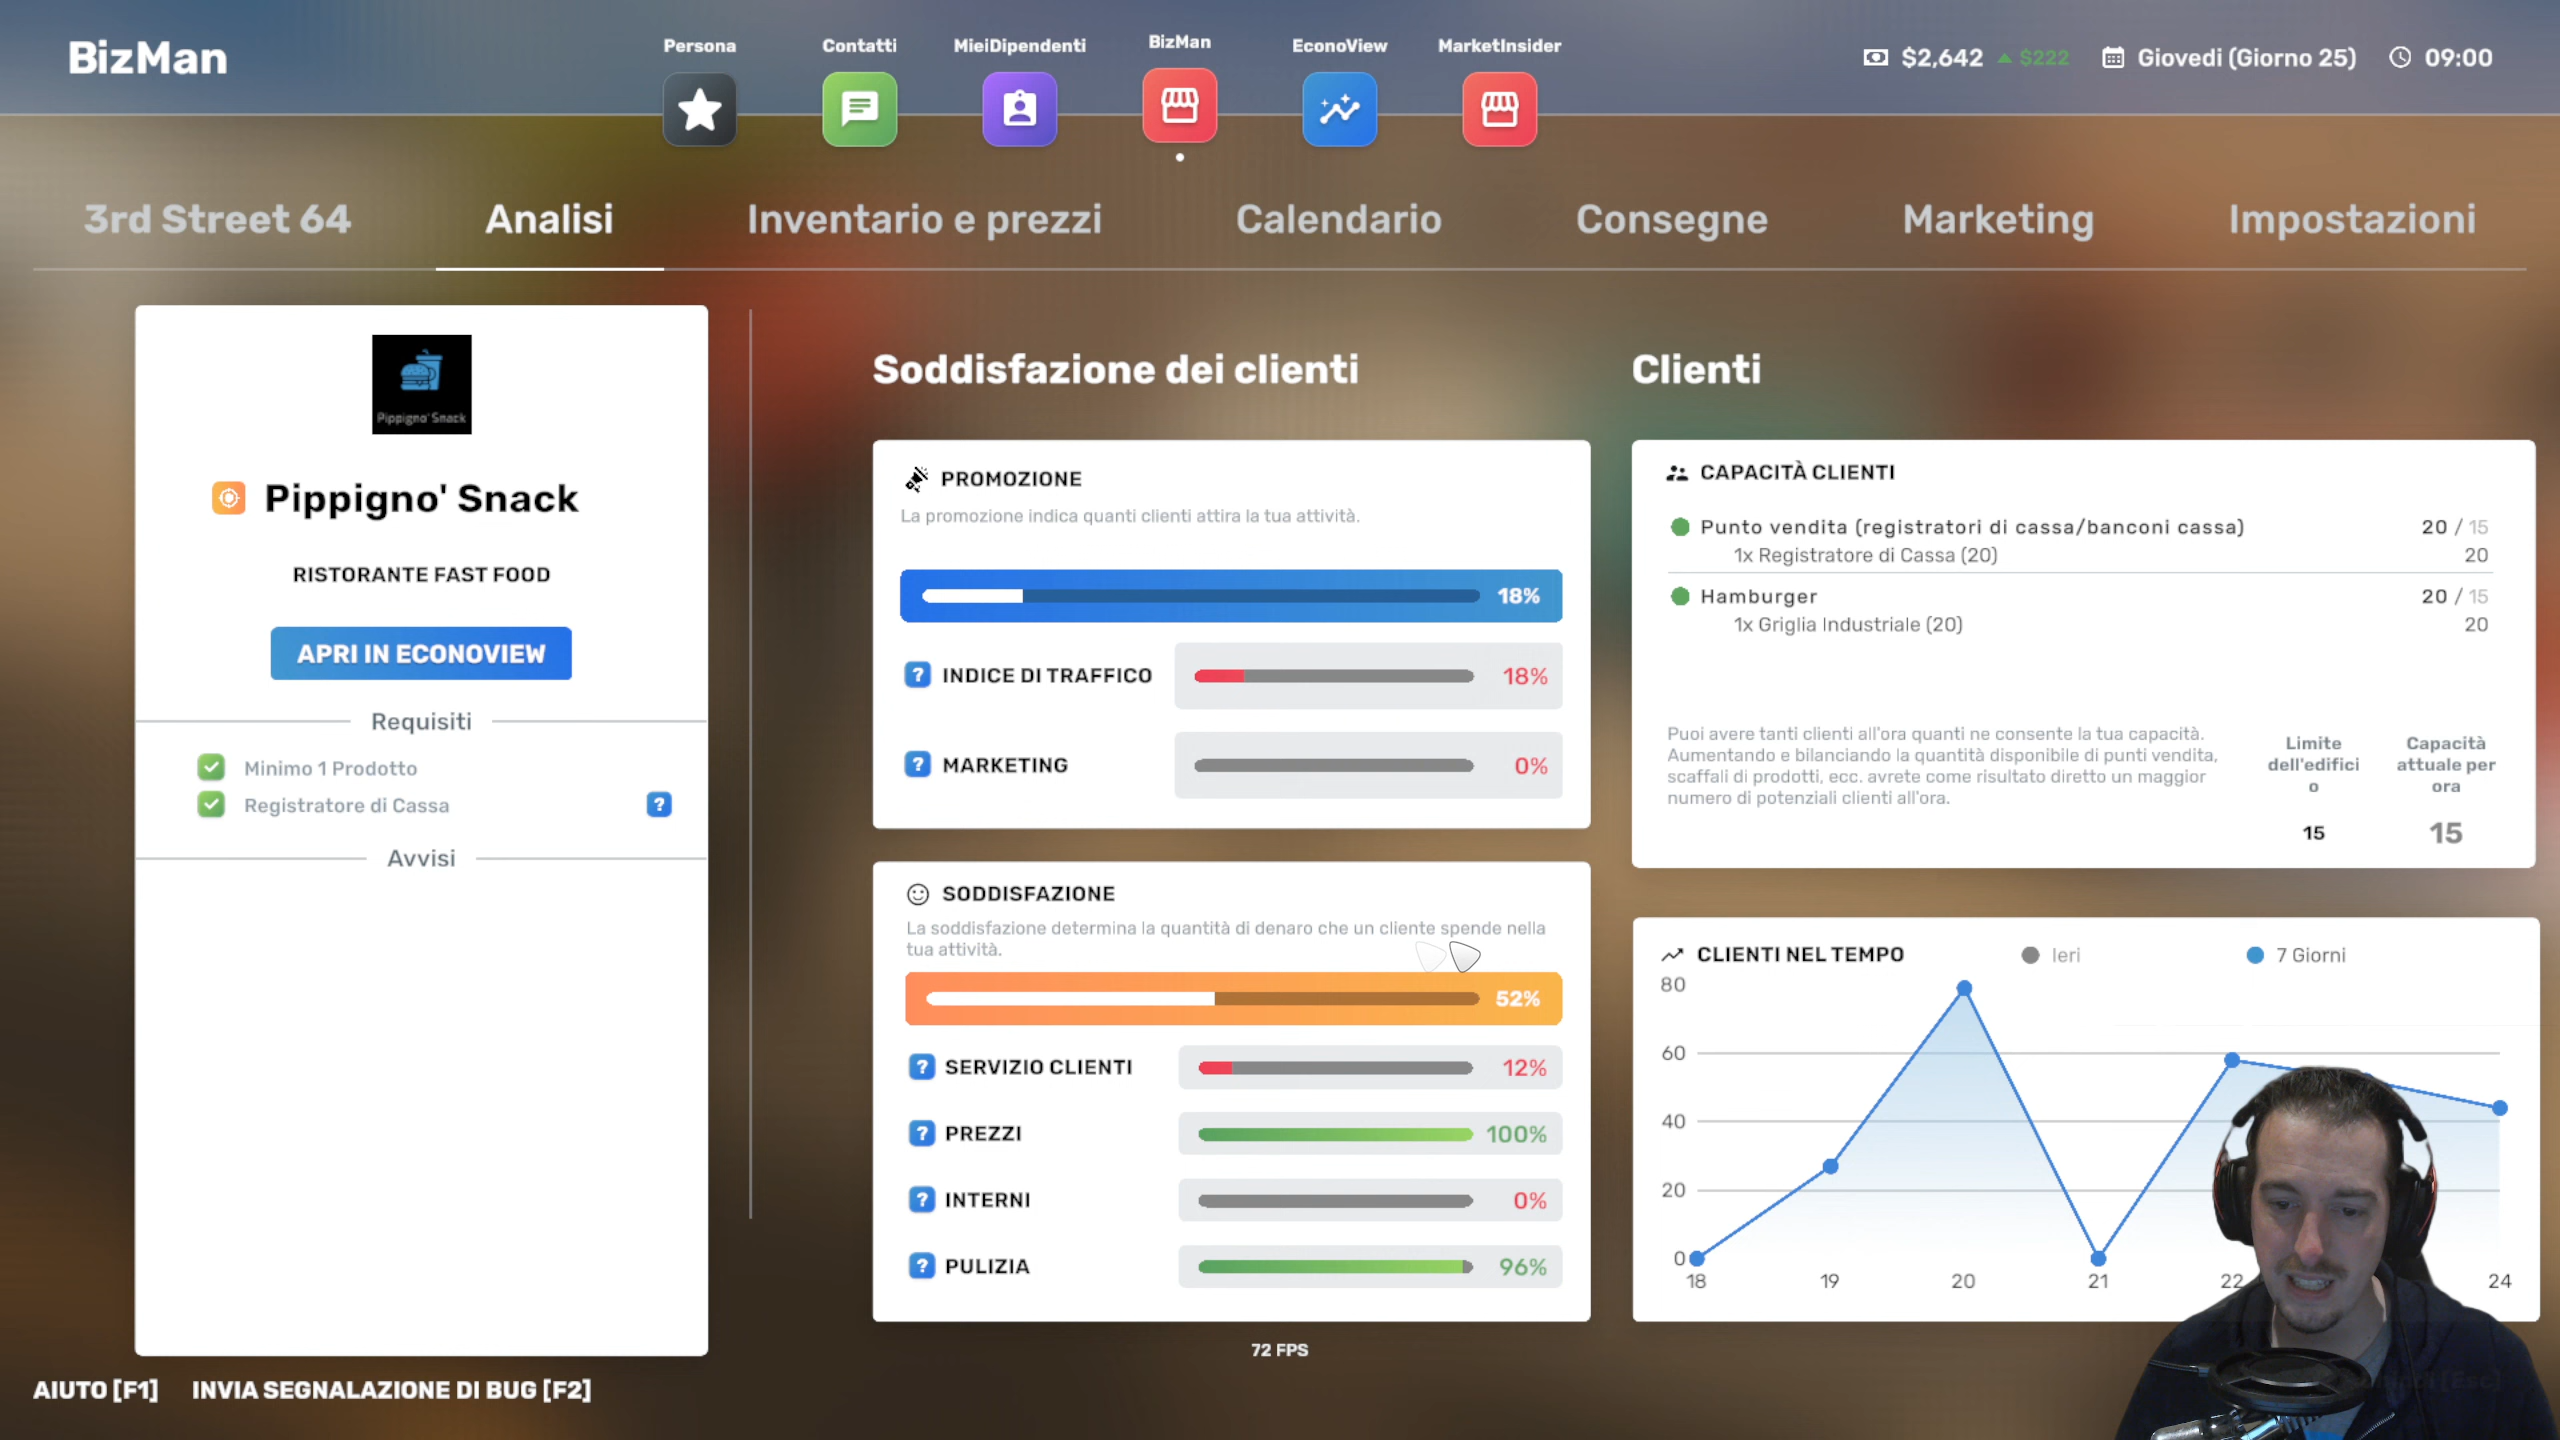 BizMan
Persona
Contatti
MieiDipendenti
BizMan
EconoView
MarketInsider
$2,642
$222
Giovedi (Giorno 25)
09:00
3rd Street 64
Analisi
Inventario e prezzi
Calendario
Consegne
Marketing
Impostazioni
Pippigno' Snack
Pippigno' Snack
RISTORANTE FAST FOOD
APRI IN ECONOVIEW
Requisiti
Minimo 1 Prodotto
Registratore di Cassa
?
Avvisi
Soddisfazione dei clienti
PROMOZIONE
La promozione indica quanti clienti attira la tua attività.
18%
? INDICE DI TRAFFICO 18%
? MARKETING 0%
SODDISFAZIONE
La soddisfazione determina la quantità di denaro che un cliente spende nella
tua attività.
52%
? SERVIZIO CLIENTI 12%
? PREZZI 100%
? INTERNI 0%
? PULIZIA 96%
Clienti
CAPACITÀ CLIENTI
Punto vendita (registratori di cassa/banconi cassa) 20 / 15
1x Registratore di Cassa (20) 20
Hamburger 20 / 15
1x Griglia Industriale (20) 20
Puoi avere tanti clienti all'ora quanti ne consente la tua capacità.
Aumentando e bilanciando la quantità disponibile di punti vendita,
scaffali di prodotti, ecc. avrete come risultato diretto un maggior
numero di potenziali clienti all'ora.
Limite
dell'edifici
o
15
Capacità
attuale per
ora
15
CLIENTI NEL TEMPO
Ieri
7 Giorni
80
60
40
20
0
18
19
20
21
22
24
72 FPS
AIUTO [F1]
INVIA SEGNALAZIONE DI BUG [F2]
[Esc]